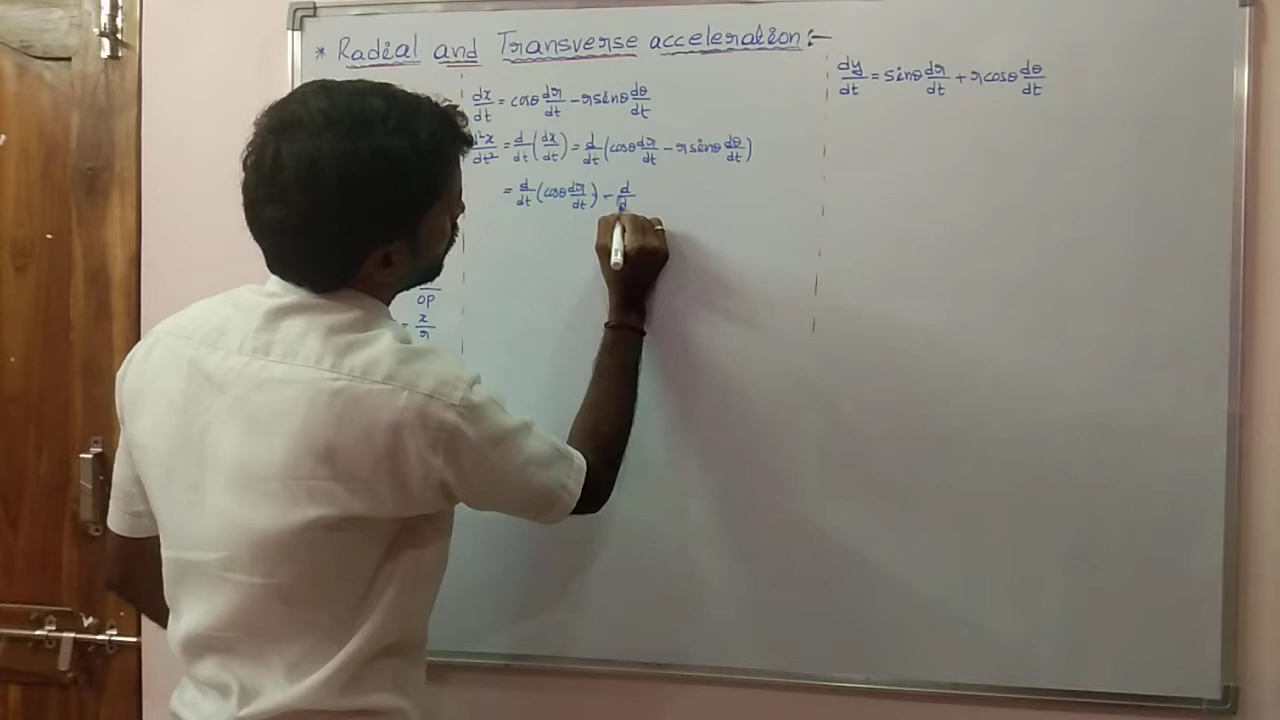 * Radial and Transverse acceleration :-
OP
= x/r
dx/dt = cosθ dr/dt - r sinθ dθ/dt
d²x/dt² = d/dt (dx/dt) = d/dt (cosθ dr/dt - r sinθ dθ/dt)
= d/dt (cosθ dr/dt) - d/d
dy/dt = sinθ dr/dt + r cosθ dθ/dt